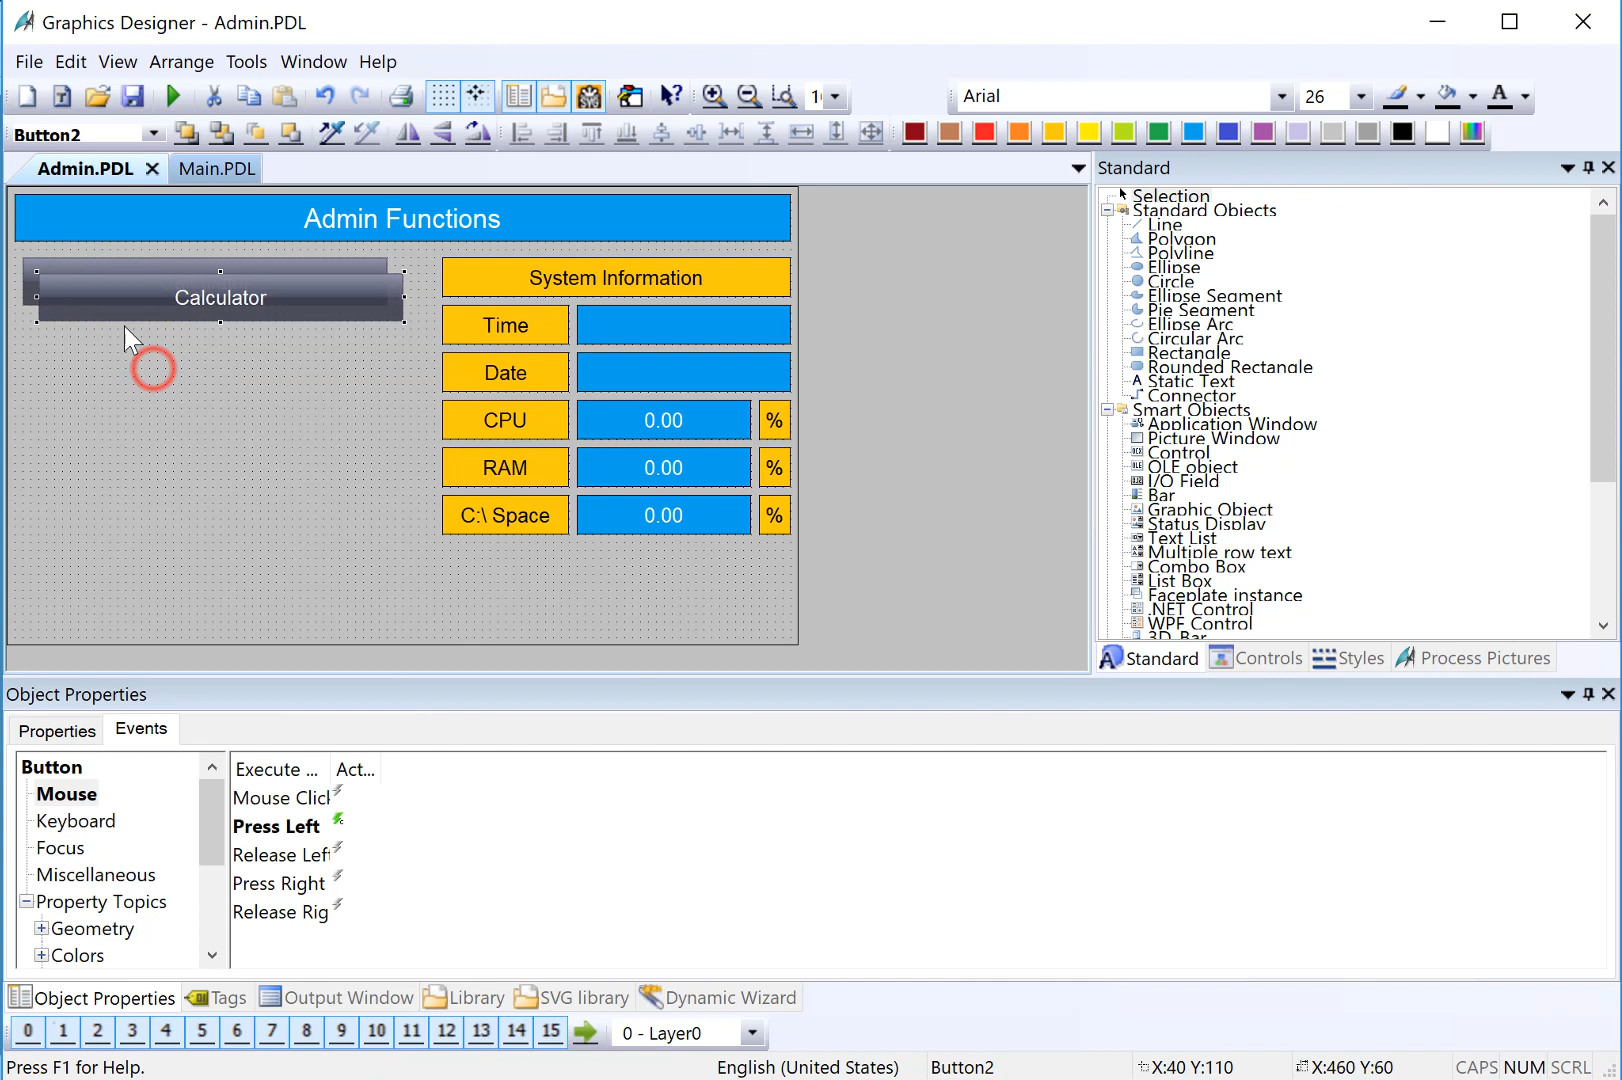 Graphics Designer - Admin.PDL
File Edit View Arrange Tools Window Help
Arial 26
Button2
Admin.PDL Main.PDL
Standard
Admin Functions
Calculator
System Information
Time
Date
CPU 0.00 %
RAM 0.00 %
C:\ Space 0.00 %
Selection
Standard Objects
Line
Polygon
Polyline
Ellipse
Circle
Ellipse Segment
Pie Segment
Ellipse Arc
Circular Arc
Rectangle
Rounded Rectangle
Static Text
Connector
Smart Objects
Application Window
Picture Window
Control
OLE object
I/O Field
Bar
Graphic Object
Status Display
Text List
Multiple row text
Combo Box
List Box
Faceplate instance
.NET Control
WPF Control
3D Bar
Standard Controls Styles Process Pictures
Object Properties
Properties Events
Button
Mouse
Keyboard
Focus
Miscellaneous
Property Topics
Geometry
Colors
Execute ... Act...
Mouse Clic
Press Left
Release Left
Press Right
Release Rig
Object Properties Tags Output Window Library SVG library Dynamic Wizard
0 1 2 3 4 5 6 7 8 9 10 11 12 13 14 15 0 - Layer0
Press F1 for Help. English (United States) Button2 X:40 Y:110 X:460 Y:60 CAPS NUM SCRL